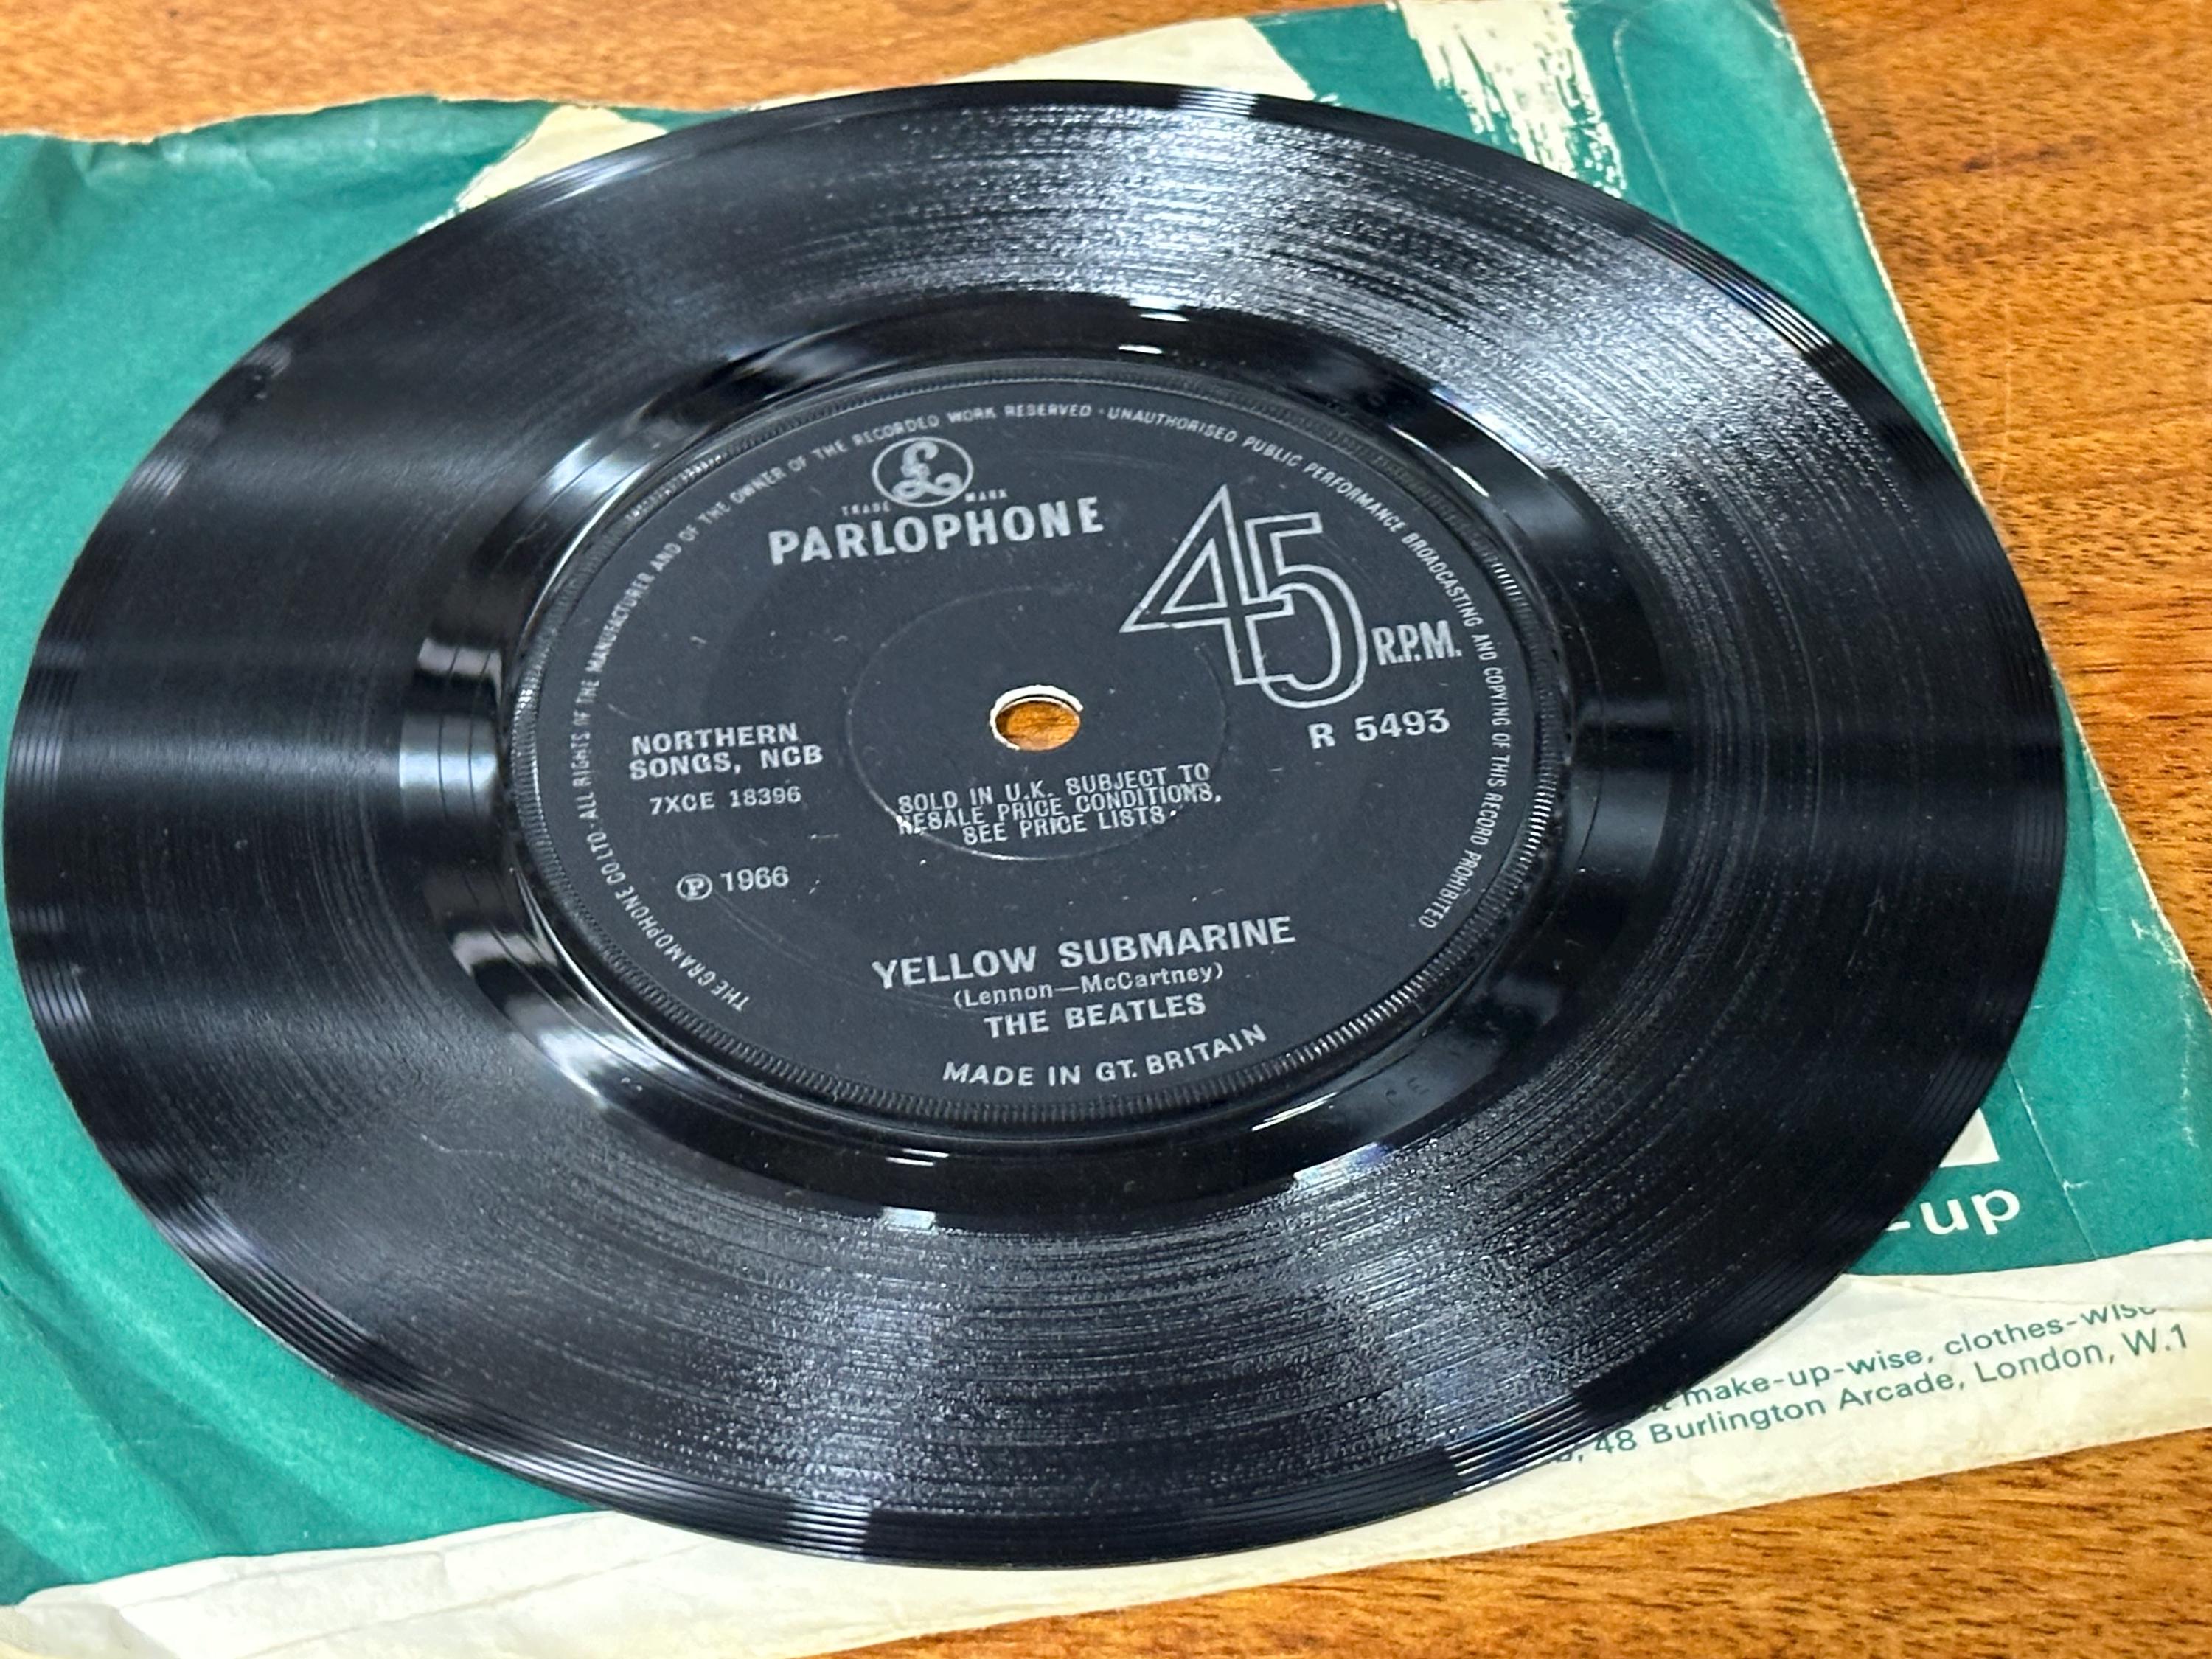 THE GRAMOPHONE CO LTD · ALL RIGHTS OF THE MANUFACTURER AND OF THE OWNER OF THE RECORDED WORK RESERVED · UNAUTHORISED PUBLIC PERFORMANCE BROADCASTING AND COPYING OF THIS RECORD PROHIBITED
£
TRADE MARK
PARLOPHONE
45 R.P.M.
R 5493
NORTHERN
SONGS, NCB
7XCE 18396
SOLD IN U.K. SUBJECT TO
RESALE PRICE CONDITIONS,
SEE PRICE LISTS.
℗ 1966
YELLOW SUBMARINE
(Lennon—McCartney)
THE BEATLES
MADE IN GT. BRITAIN
-up
make-up-wise, clothes-wise
48 Burlington Arcade, London, W.1